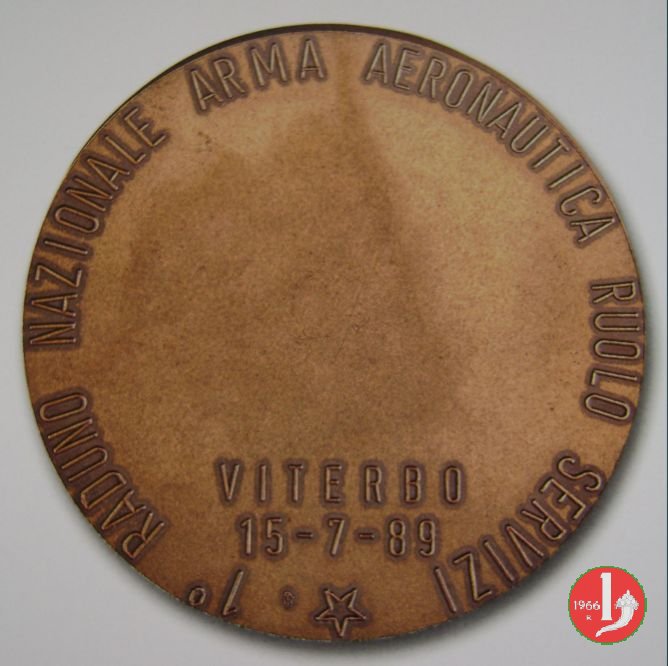 1° RADUNO NAZIONALE ARMA AERONAUTICA RUOLO SERVIZI
VITERBO
15-7-89
1966
R